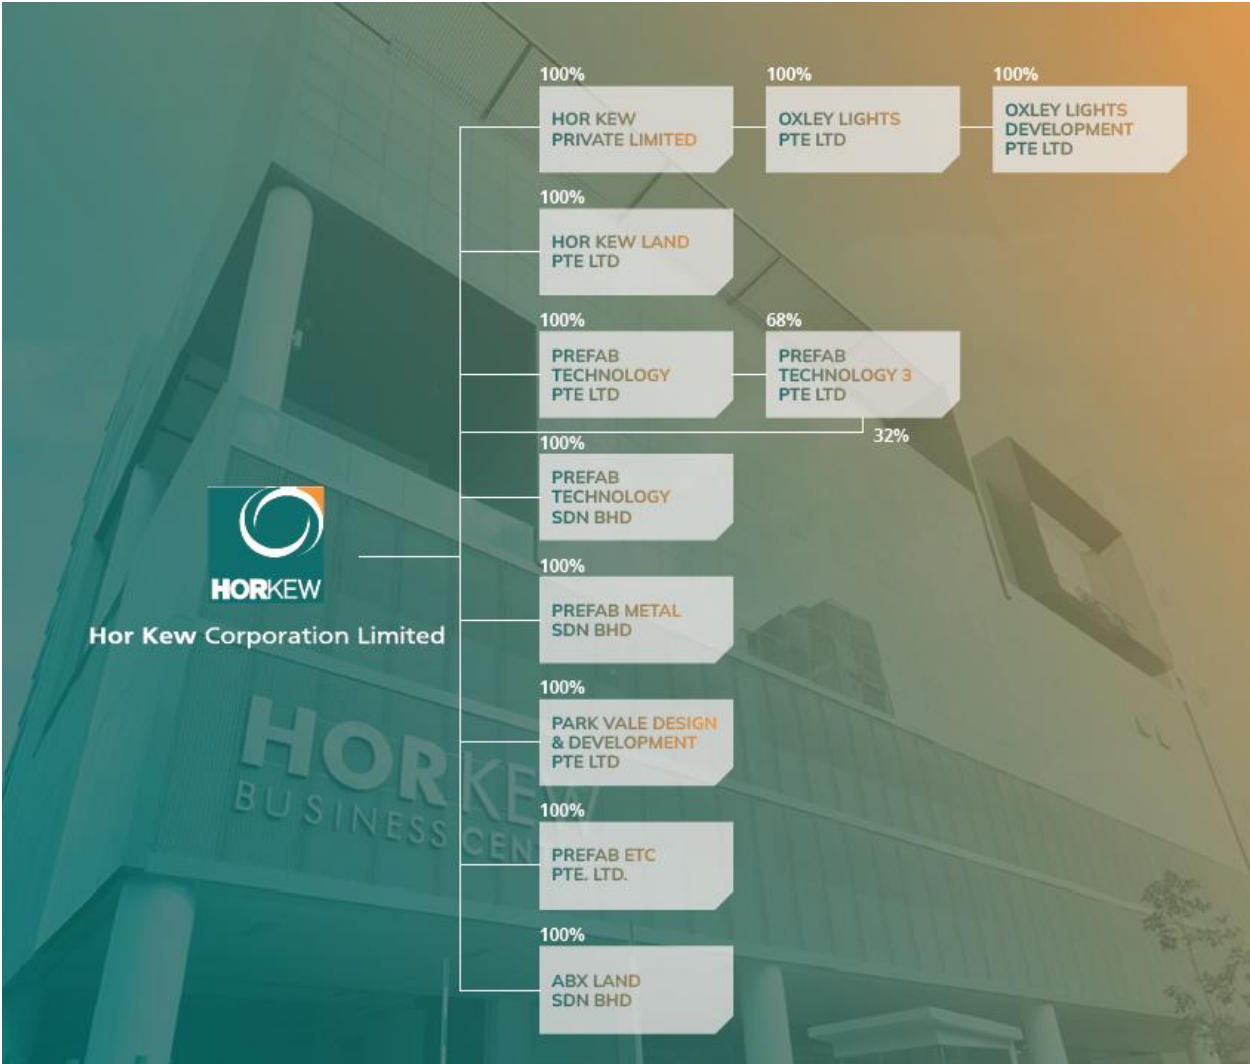 100%
HOR KEW
PRIVATE LIMITED
100%
OXLEY LIGHTS
PTE LTD
100%
OXLEY LIGHTS
DEVELOPMENT
PTE LTD
100%
HOR KEW LAND
PTE LTD
100%
PREFAB
TECHNOLOGY
PTE LTD
68%
PREFAB
TECHNOLOGY 3
PTE LTD
32%
100%
PREFAB
TECHNOLOGY
SDN BHD
HORKEW
Hor Kew Corporation Limited
100%
PREFAB METAL
SDN BHD
100%
PARK VALE DESIGN
& DEVELOPMENT
PTE LTD
HORKEW
BUSINESS CEN
100%
PREFAB ETC
PTE. LTD.
100%
ABX LAND
SDN BHD